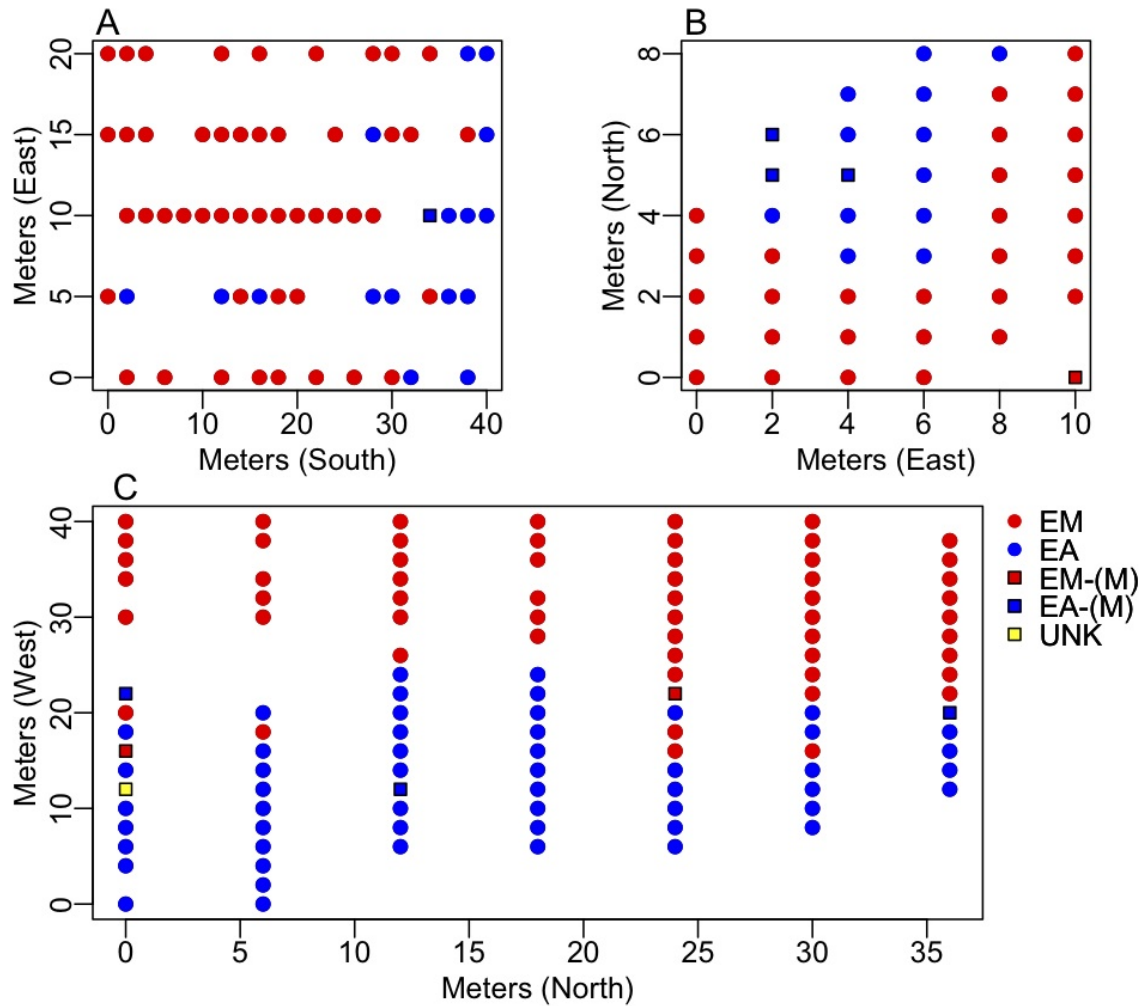 A
B
20
15
10
5
0
Meters (East)
0 10 20 30 40
Meters (South)
8
6
4
2
0
Meters (North)
0 2 4 6 8 10
Meters (East)
C
40
30
20
10
0
Meters (West)
0 5 10 15 20 25 30 35
Meters (North)
EM
EA
EM-(M)
EA-(M)
UNK